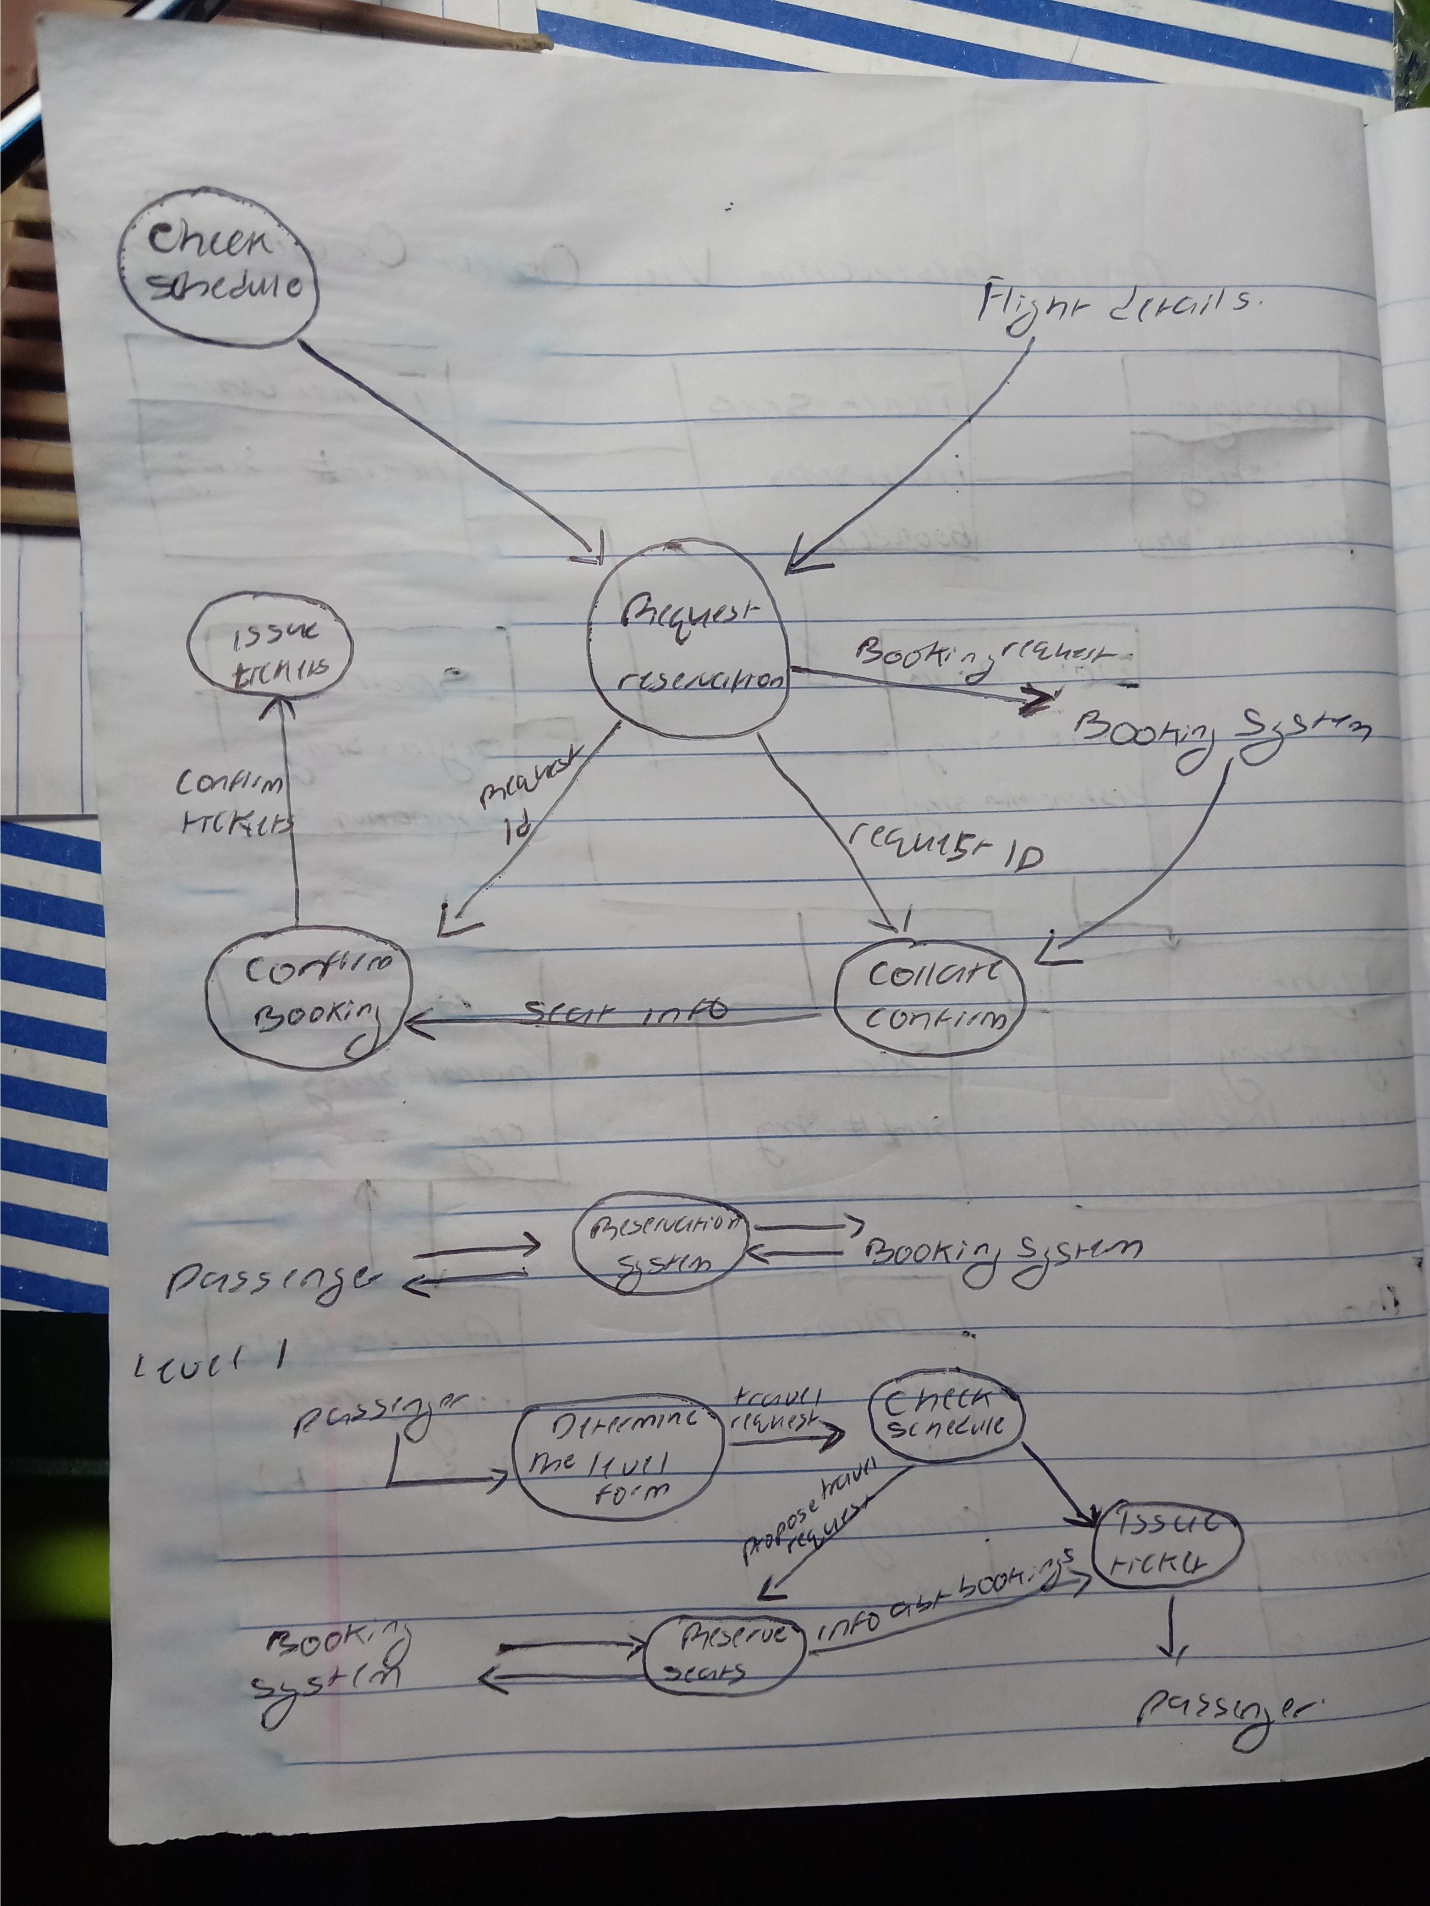 Check
schedule
Flight details.
Request
reservation
Booking request
Booking System
issue
tickets
Confirm
tickets
Request
Id
request ID
Confirm
Booking
seat info
Collate
confirm
Reservation
system
Passenger
Booking System
Level 1
Passenger
Determine
the level
form
travel
request
Check
schedule
propose travel
request
Issue
ticket
info abt bookings
Booking
system
Reserve
seats
passenger